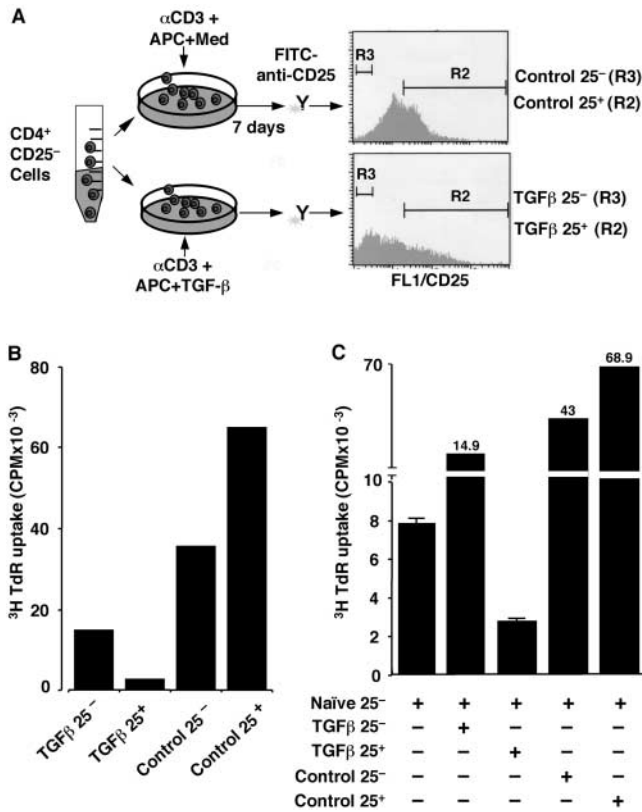 A
αCD3 +
APC+Med
FITC-
anti-CD25
7 days
CD4⁺
CD25⁻
Cells
αCD3 +
APC+TGF-β
Y
Y
R3
R2
Control 25⁻ (R3)
Control 25⁺ (R2)
R3
R2
TGFβ 25⁻ (R3)
TGFβ 25⁺ (R2)
FL1/CD25
B
³H TdR uptake (CPMx10⁻³)
80
60
40
20
0
TGFβ 25⁻
TGFβ 25⁺
Control 25⁻
Control 25⁺
C
³H TdR uptake (CPMx10⁻³)
70
10
8
6
4
2
0
14.9
43
68.9
Naïve 25⁻ + + + + +
TGFβ 25⁻ − + − − −
TGFβ 25⁺ − − + − −
Control 25⁻ − − − + −
Control 25⁺ − − − − +